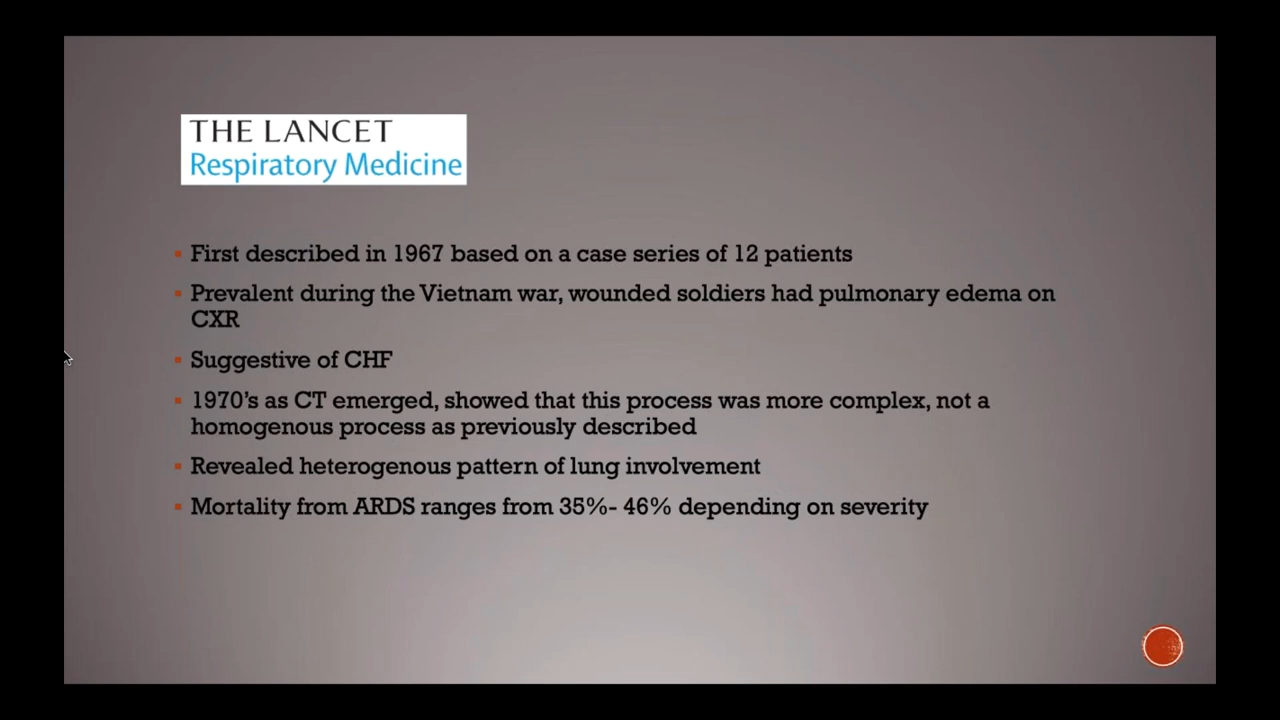 THE LANCET
Respiratory Medicine
First described in 1967 based on a case series of 12 patients
Prevalent during the Vietnam war, wounded soldiers had pulmonary edema on
CXR
Suggestive of CHF
1970's as CT emerged, showed that this process was more complex, not a
homogenous process as previously described
Revealed heterogenous pattern of lung involvement
Mortality from ARDS ranges from 35%- 46% depending on severity